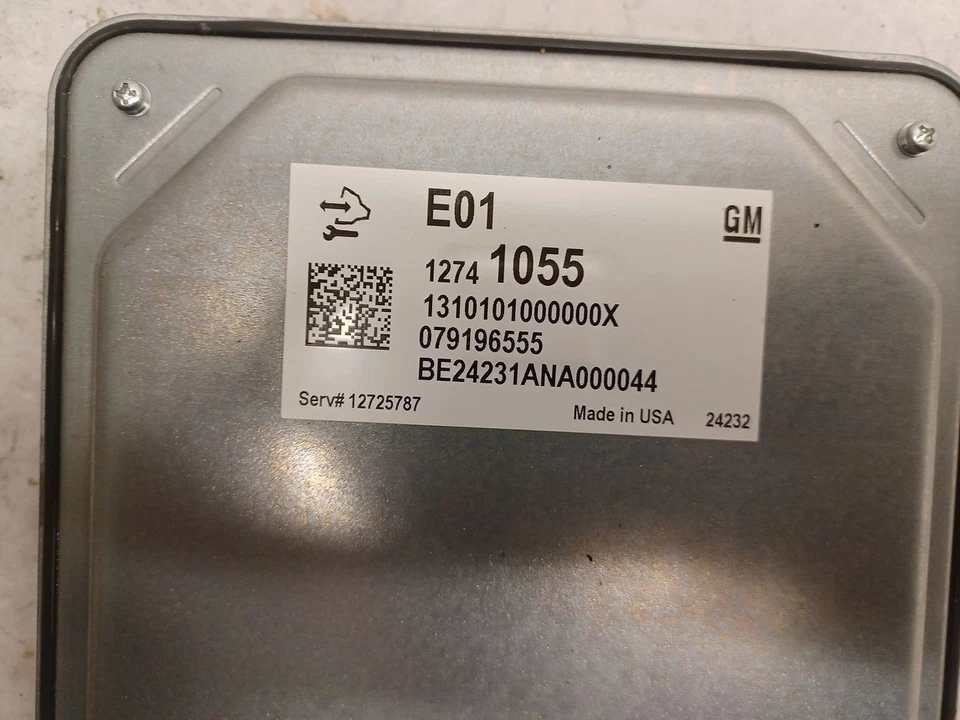 E01
GM
1274 1055
1310101000000X
079196555
BE24231ANA000044
Serv# 12725787
Made in USA
24232